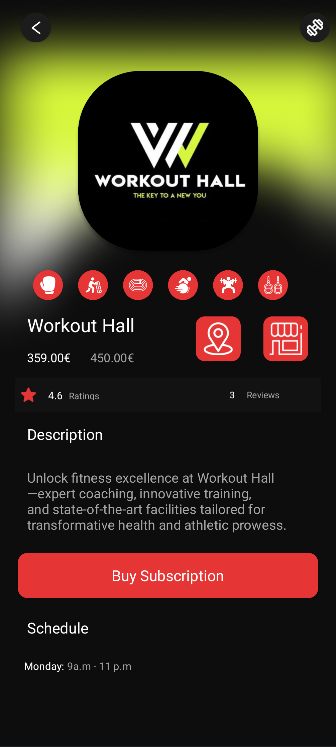 WORKOUT HALL
THE KEY TO A NEW YOU
Workout Hall
359.00€ 450.00€
4.6 Ratings 3 Reviews
Description
Unlock fitness excellence at Workout Hall
—expert coaching, innovative training,
and state-of-the-art facilities tailored for
transformative health and athletic prowess.
Buy Subscription
Schedule
Monday: 9a.m - 11 p.m